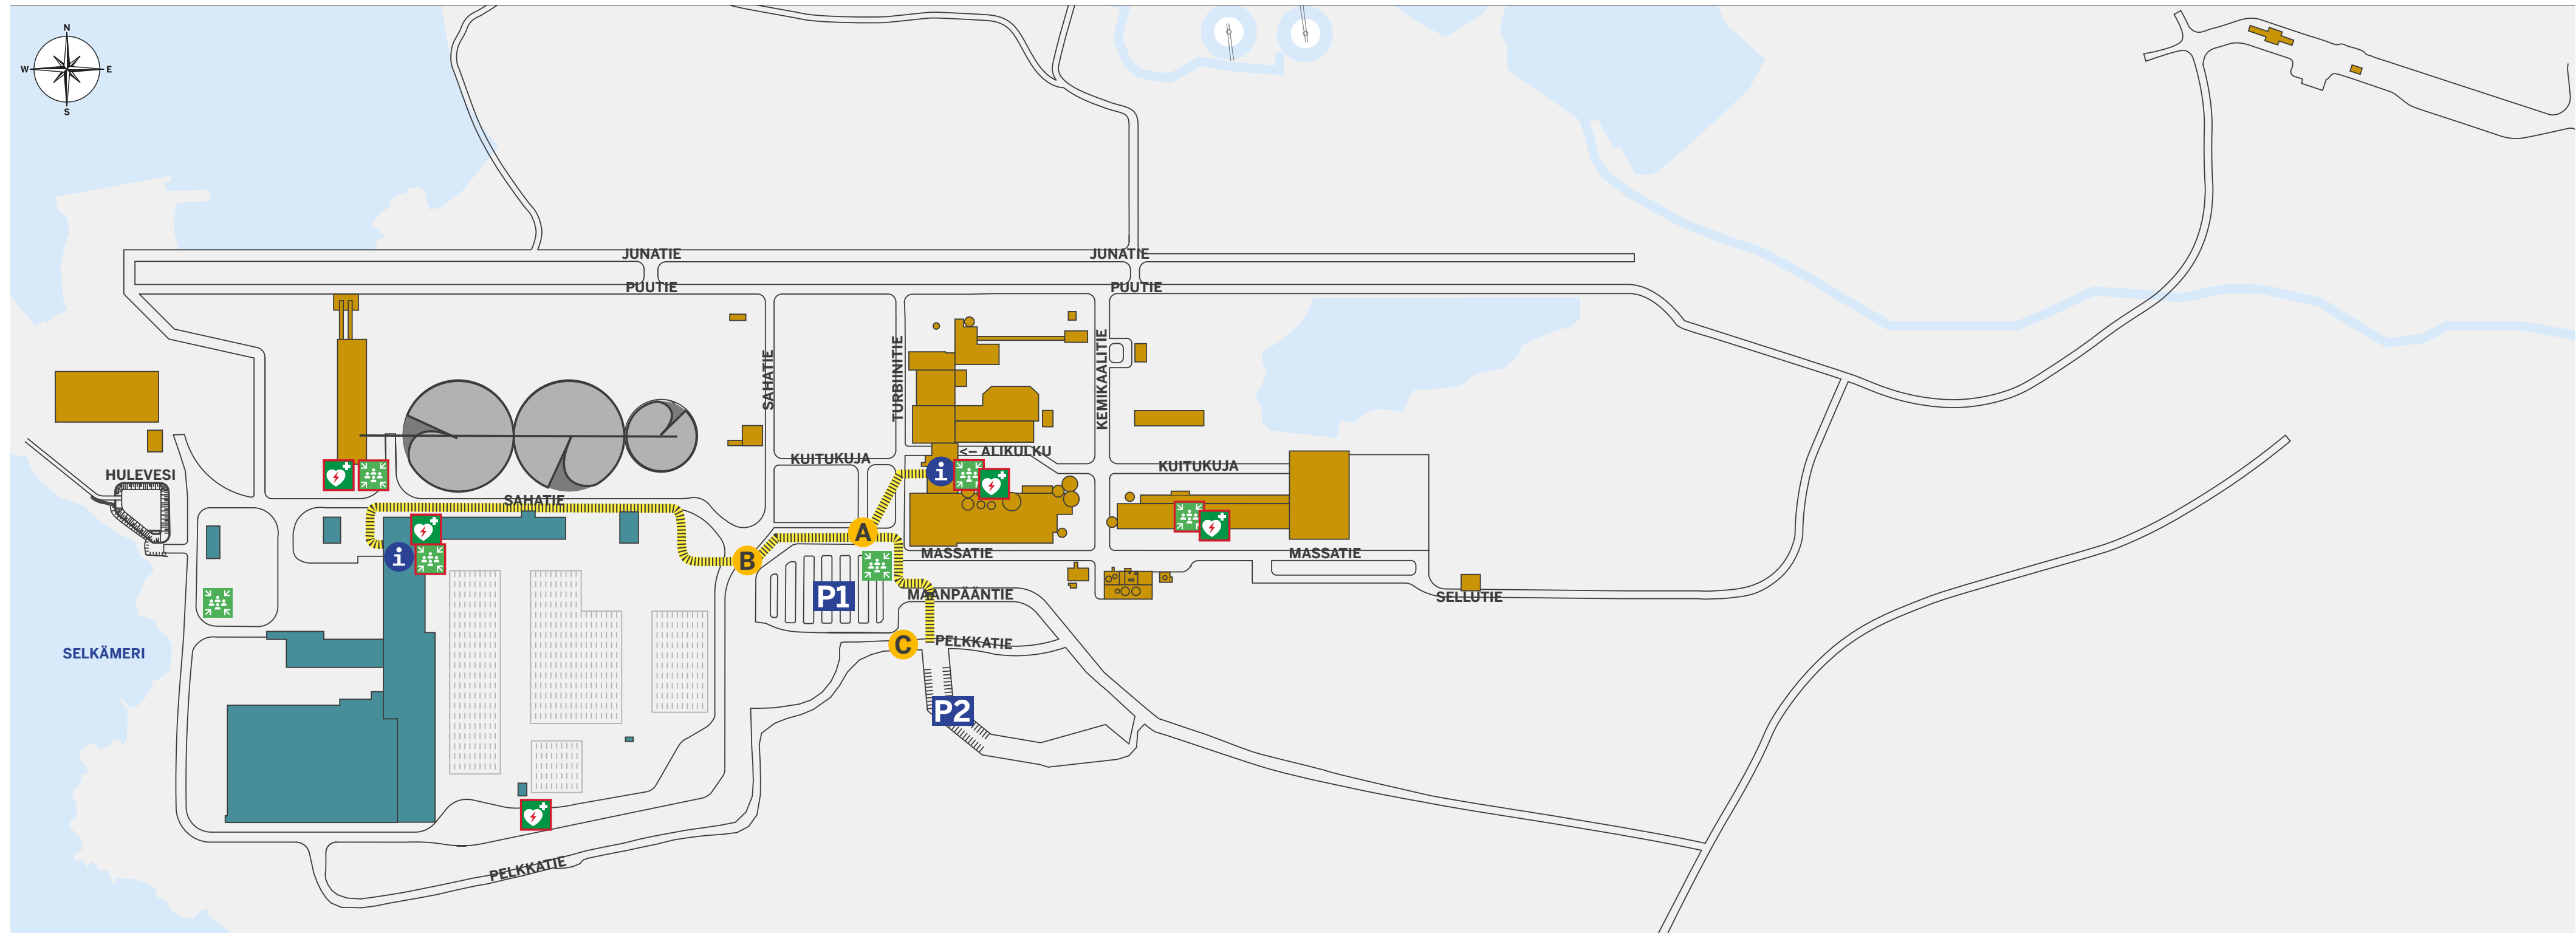 N
W E
S
JUNATIE JUNATIE
PUUTIE PUUTIE
SAHATIE
TURBIINITIE
KEMIKAALITIE
<– ALIKULKU
KUITUKUJA
KUITUKUJA
i
HULEVESI
SAHATIE
A
MASSATIE
MASSATIE
B
i
P1
MAANPÄÄNTIE
SELLUTIE
C
PELKKATIE
SELKÄMERI
P2
PELKKATIE